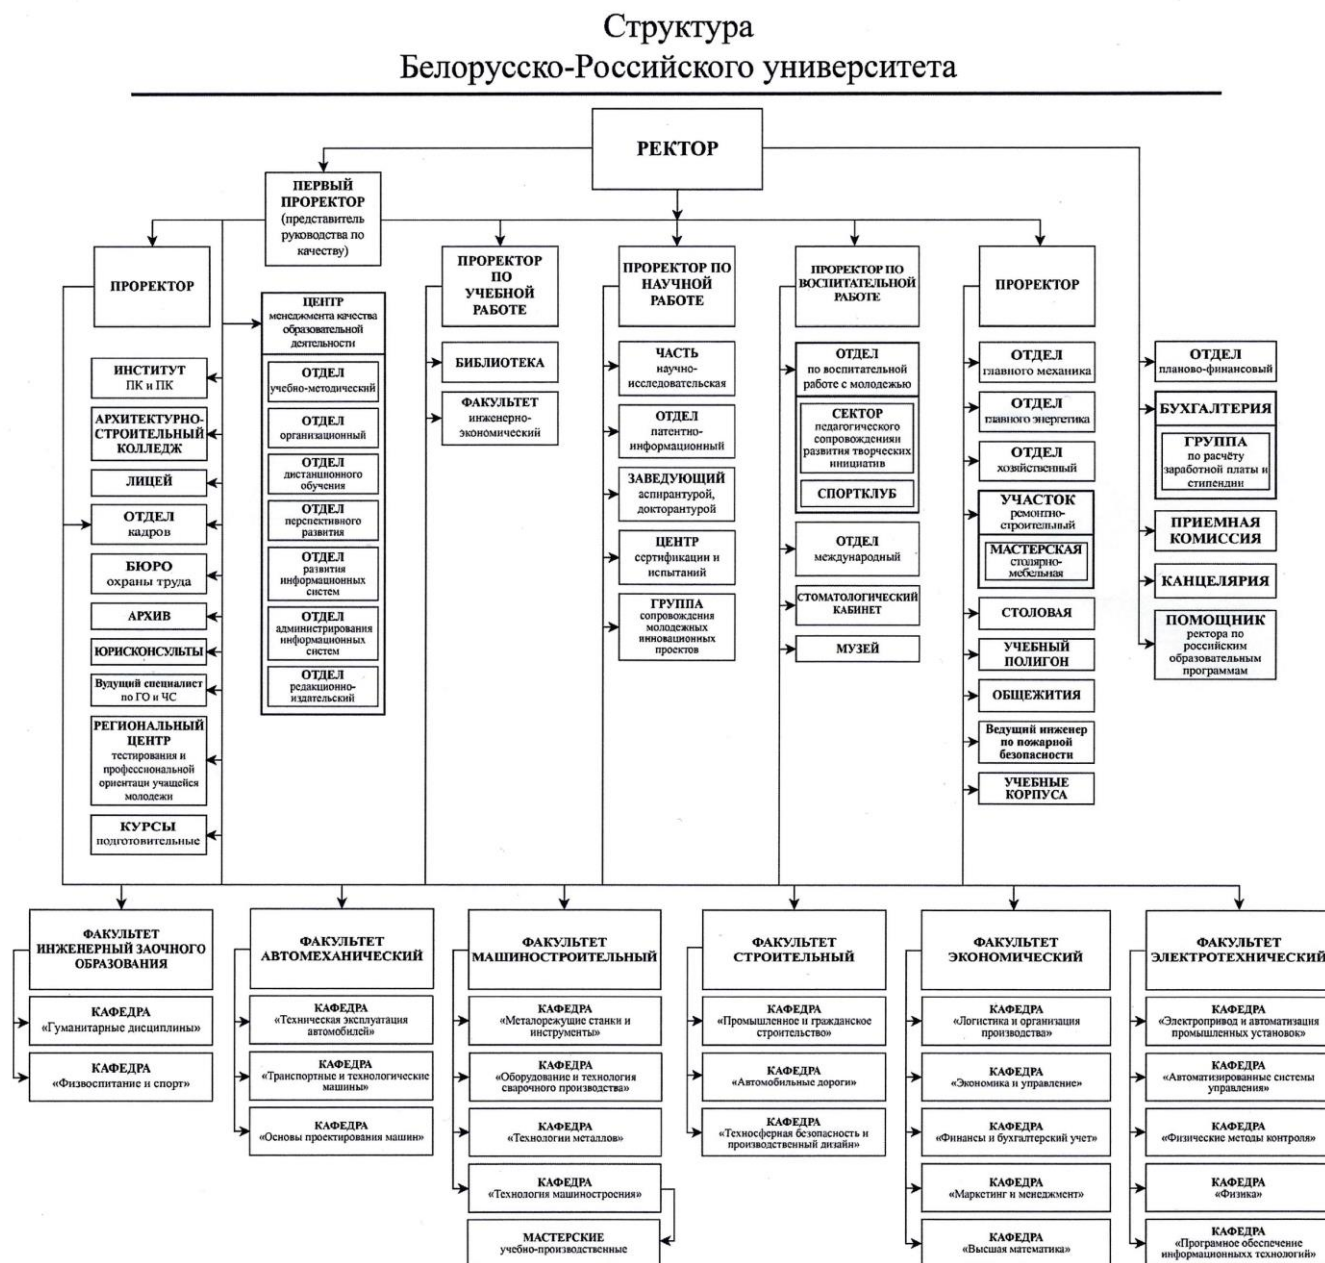 Структура
Белорусско-Российского университета
РЕКТОР
ПЕРВЫЙ
ПРОРЕКТОР
(представитель
руководства по
качеству)
ПРОРЕКТОР
ПРОРЕКТОР
ПО
УЧЕБНОЙ
РАБОТЕ
ПРОРЕКТОР ПО
НАУЧНОЙ
РАБОТЕ
ПРОРЕКТОР ПО
ВОСПИТАТЕЛЬНОЙ
РАБОТЕ
ПРОРЕКТОР
ИНСТИТУТ
ПК и ПК
АРХИТЕКТУРНО-
СТРОИТЕЛЬНЫЙ
КОЛЛЕДЖ
ЛИЦЕЙ
ОТДЕЛ
кадров
БЮРО
охраны труда
АРХИВ
ЮРИСКОНСУЛЬТЫ
Вудущий специалист
по ГО и ЧС
РЕГИОНАЛЬНЫЙ
ЦЕНТР
тестирования и
профессиональной
ориентаци учащейся
молодежи
КУРСЫ
подготовительные
ЦЕНТР
менеджмента качества
образовательной
деятельности
ОТДЕЛ
учебно-методический
ОТДЕЛ
организационный
ОТДЕЛ
дистанционного
обучения
ОТДЕЛ
перспективного
развития
ОТДЕЛ
развития
информационных
систем
ОТДЕЛ
администрирования
информационных
систем
ОТДЕЛ
редакционно-
издательский
БИБЛИОТЕКА
ФАКУЛЬТЕТ
инженерно-
экономический
ЧАСТЬ
научно-
исследовательская
ОТДЕЛ
патентно-
информационный
ЗАВЕДУЮЩИЙ
аспирантурой,
докторантурой
ЦЕНТР
сертификации и
испытаний
ГРУППА
сопровождения
молодежных
инновационных
проектов
ОТДЕЛ
по воспитательной
работе с молодежью
СЕКТОР
педагогического
сопровожденияи
развития творческих
инициатив
СПОРТКЛУБ
ОТДЕЛ
международный
СТОМАТОЛОГИЧЕСКИЙ
КАБИНЕТ
МУЗЕЙ
ОТДЕЛ
главного механика
ОТДЕЛ
главного энергетика
ОТДЕЛ
хозяйственный
УЧАСТОК
ремонтно-
строительный
МАСТЕРСКАЯ
столярно-
мебельная
СТОЛОВАЯ
УЧЕБНЫЙ
ПОЛИГОН
ОБЩЕЖИТИЯ
Ведущий инженер
по пожарной
безопасности
УЧЕБНЫЕ
КОРПУСА
ОТДЕЛ
планово-финансовый
БУХГАЛТЕРИЯ
ГРУППА
по расчёту
заработной платы и
стипендии
ПРИЕМНАЯ
КОМИССИЯ
КАНЦЕЛЯРИЯ
ПОМОЩНИК
ректора по
российским
образовательным
программам
ФАКУЛЬТЕТ
ИНЖЕНЕРНЫЙ ЗАОЧНОГО
ОБРАЗОВАНИЯ
КАФЕДРА
«Гуманитарные дисциплины»
КАФЕДРА
«Физвоспитание и спорт»
ФАКУЛЬТЕТ
АВТОМЕХАНИЧЕСКИЙ
КАФЕДРА
«Техническая эксплуатация
автомобилей»
КАФЕДРА
«Транспортные и технологические
машины»
КАФЕДРА
«Основы проектирования машин»
ФАКУЛЬТЕТ
МАШИНОСТРОИТЕЛЬНЫЙ
КАФЕДРА
«Металорежущие станки и
инструменты»
КАФЕДРА
«Оборудование и технология
сварочного производства»
КАФЕДРА
«Технологии металлов»
КАФЕДРА
«Технология машиностроения»
МАСТЕРСКИЕ
учебно-производственные
ФАКУЛЬТЕТ
СТРОИТЕЛЬНЫЙ
КАФЕДРА
«Промышленное и гражданское
строительство»
КАФЕДРА
«Автомобильные дороги»
КАФЕДРА
«Техносферная безопасность и
производственный дизайн»
ФАКУЛЬТЕТ
ЭКОНОМИЧЕСКИЙ
КАФЕДРА
«Логистика и организация
производства»
КАФЕДРА
«Экономика и управление»
КАФЕДРА
«Финансы и бухгалтерский учет»
КАФЕДРА
«Маркетинг и менеджмент»
КАФЕДРА
«Высшая математика»
ФАКУЛЬТЕТ
ЭЛЕКТРОТЕХНИЧЕСКИЙ
КАФЕДРА
«Электропривод и автоматизация
промышленных установок»
КАФЕДРА
«Автоматизированные системы
управления»
КАФЕДРА
«Физические методы контроля»
КАФЕДРА
«Физика»
КАФЕДРА
«Програмное обеспечение
информационныхх технологий»